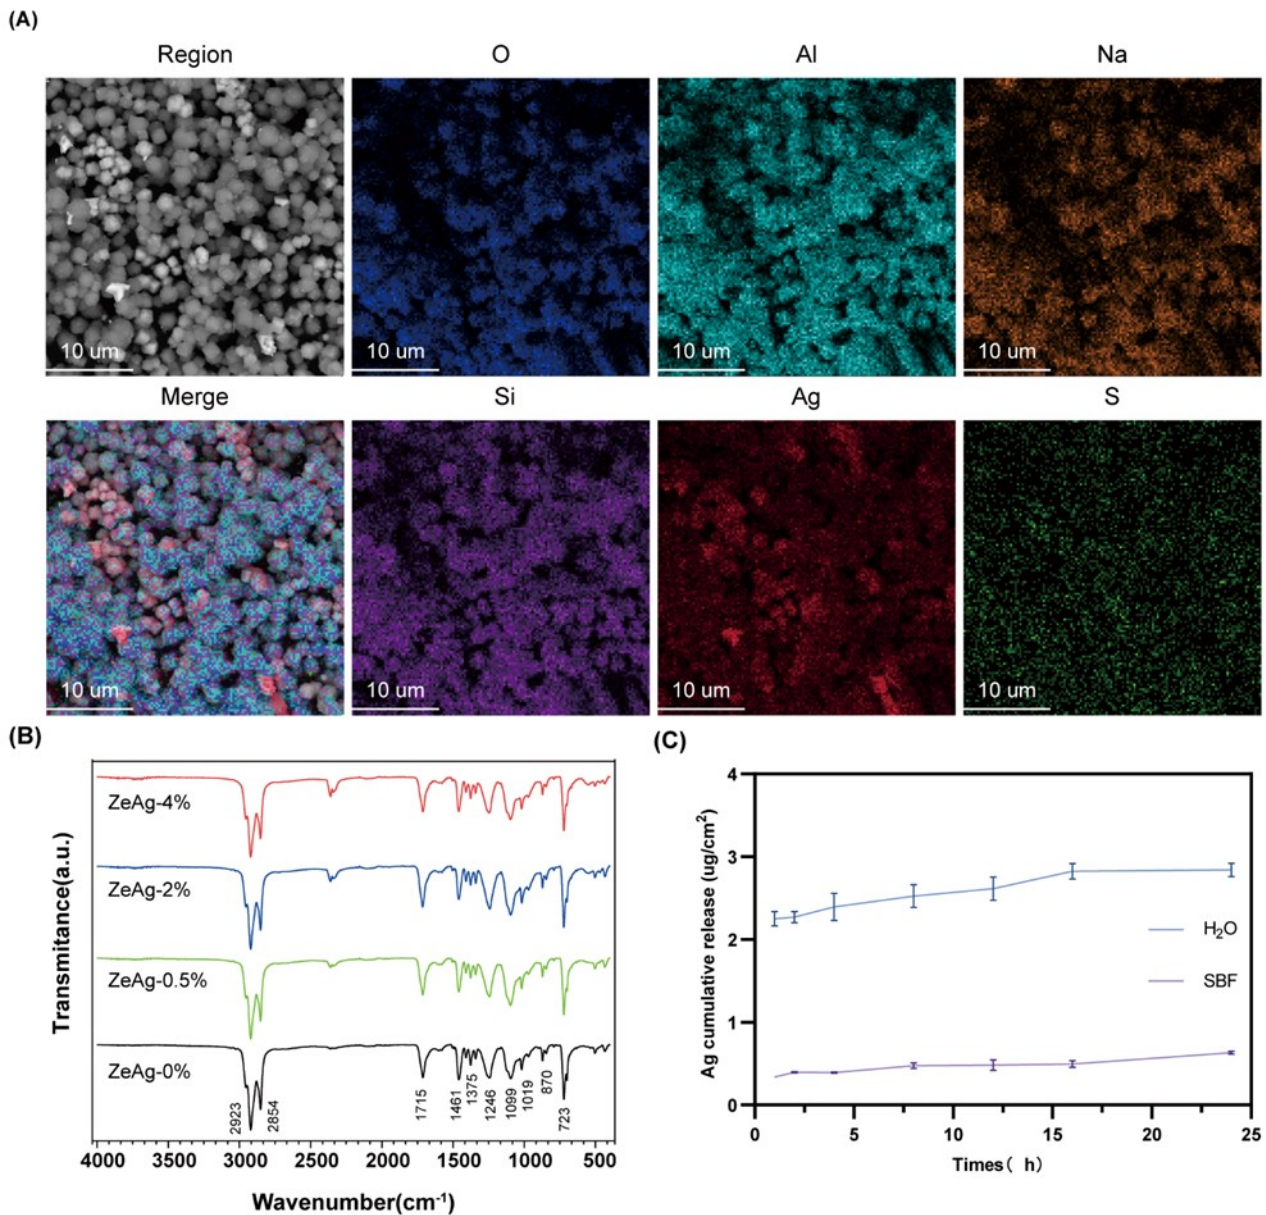 (A)
Region O Al Na
10 um 10 um 10 um 10 um
Merge Si Ag S
10 um 10 um 10 um 10 um
(B)
ZeAg-4%
ZeAg-2%
ZeAg-0.5%
ZeAg-0%
2923 2854 1715 1461 1375 1246 1099 1019 870 723
Transmitance(a.u.)
4000 3500 3000 2500 2000 1500 1000 500
Wavenumber(cm⁻¹)
(C)
Ag cumulative release (ug/cm²)
4
3
2
1
0
H₂O
SBF
0 5 10 15 20 25
Times( h)